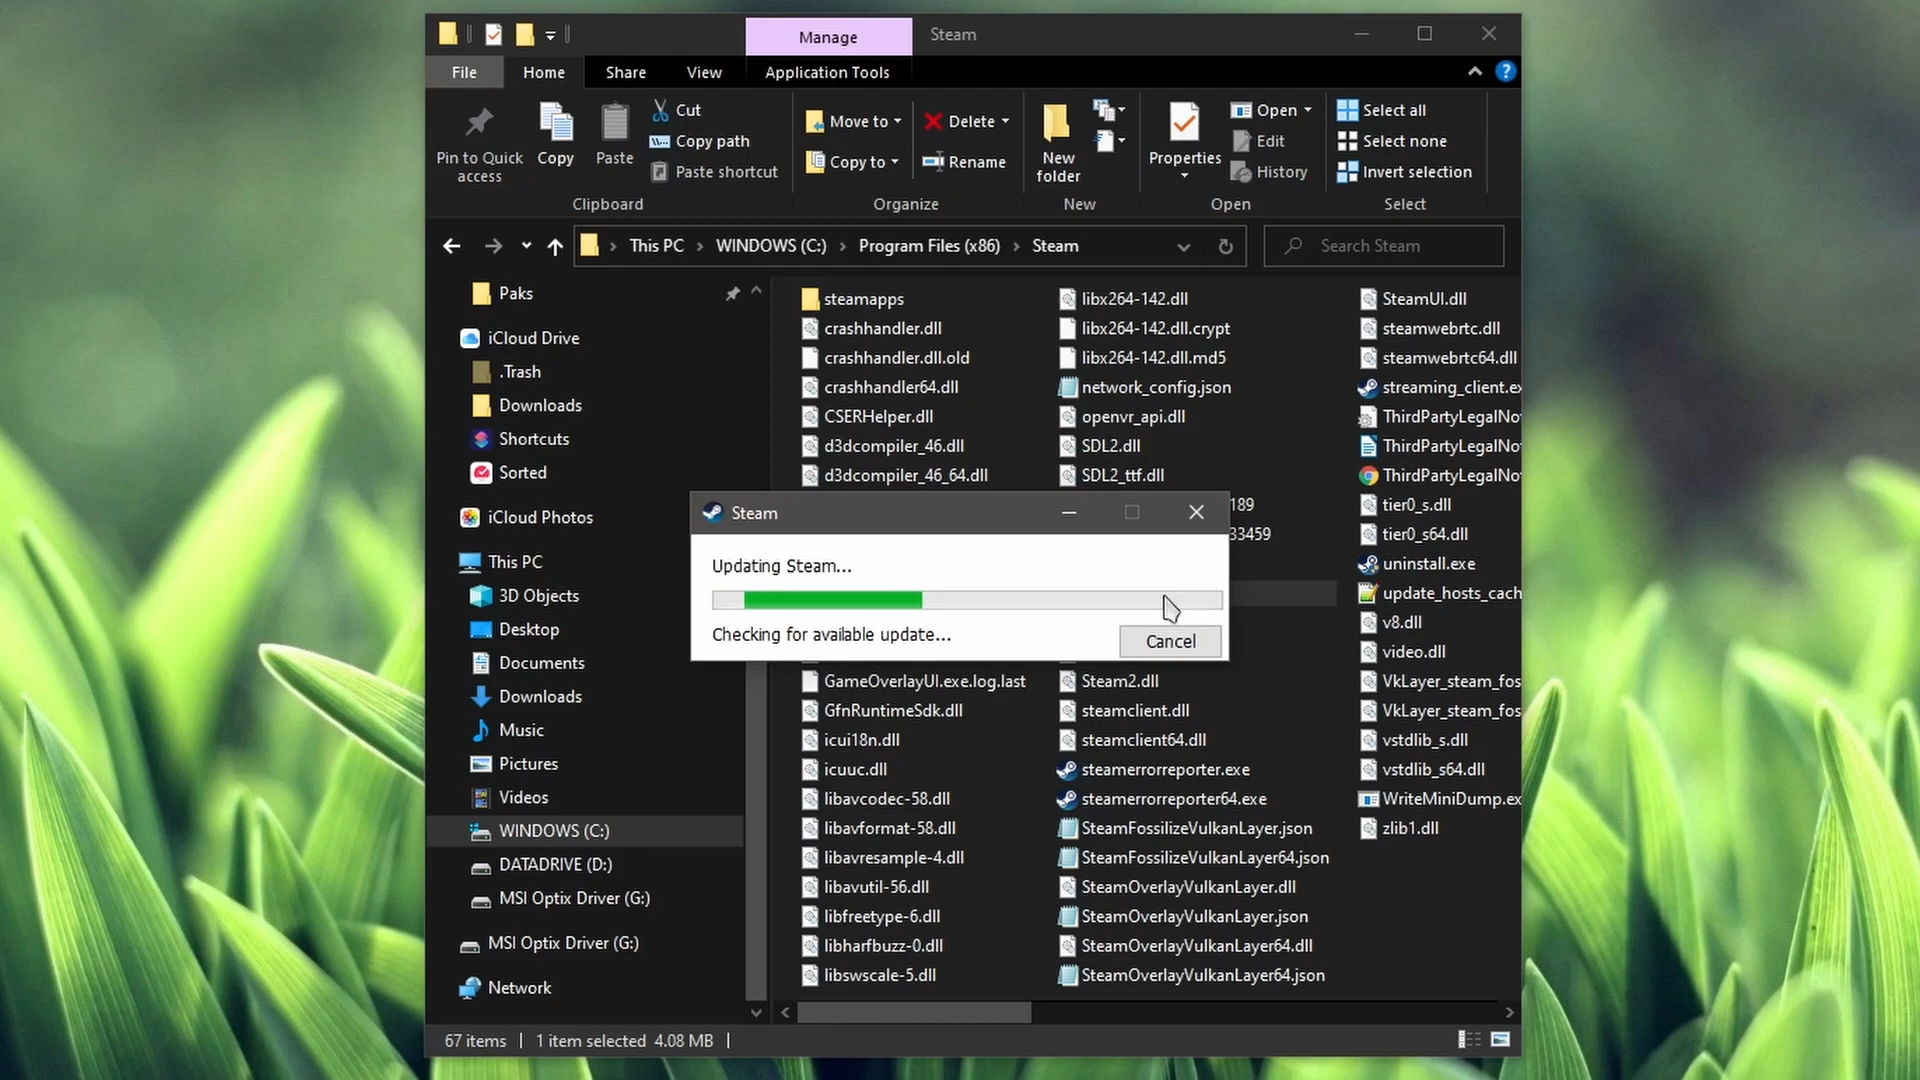 Manage
Steam
File
Home
Share
View
Application Tools
Pin to Quick
access
Copy
Paste
Cut
Copy path
Paste shortcut
Clipboard
Move to
Copy to
Delete
Rename
Organize
New
folder
New
Properties
Open
Edit
History
Open
Select all
Select none
Invert selection
Select
This PC
WINDOWS (C:)
Program Files (x86)
Steam
Search Steam
Paks
iCloud Drive
.Trash
Downloads
Shortcuts
Sorted
iCloud Photos
This PC
3D Objects
Desktop
Documents
Downloads
Music
Pictures
Videos
WINDOWS (C:)
DATADRIVE (D:)
MSI Optix Driver (G:)
MSI Optix Driver (G:)
Network
steamapps
crashhandler.dll
crashhandler.dll.old
crashhandler64.dll
CSERHelper.dll
d3dcompiler_46.dll
d3dcompiler_46_64.dll
GameOverlayUI.exe.log.last
GfnRuntimeSdk.dll
icui18n.dll
icuuc.dll
libavcodec-58.dll
libavformat-58.dll
libavresample-4.dll
libavutil-56.dll
libfreetype-6.dll
libharfbuzz-0.dll
libswscale-5.dll
libx264-142.dll
libx264-142.dll.crypt
libx264-142.dll.md5
network_config.json
openvr_api.dll
SDL2.dll
SDL2_ttf.dll
189
33459
Steam2.dll
steamclient.dll
steamclient64.dll
steamerrorreporter.exe
steamerrorreporter64.exe
SteamFossilizeVulkanLayer.json
SteamFossilizeVulkanLayer64.json
SteamOverlayVulkanLayer.dll
SteamOverlayVulkanLayer.json
SteamOverlayVulkanLayer64.dll
SteamOverlayVulkanLayer64.json
SteamUI.dll
steamwebrtc.dll
steamwebrtc64.dll
streaming_client.ex
ThirdPartyLegalNo
ThirdPartyLegalNo
ThirdPartyLegalNo
tier0_s.dll
tier0_s64.dll
uninstall.exe
update_hosts_cach
v8.dll
video.dll
VkLayer_steam_fos
VkLayer_steam_fos
vstdlib_s.dll
vstdlib_s64.dll
WriteMiniDump.ex
zlib1.dll
Steam
Updating Steam...
Checking for available update...
Cancel
67 items
1 item selected 4.08 MB